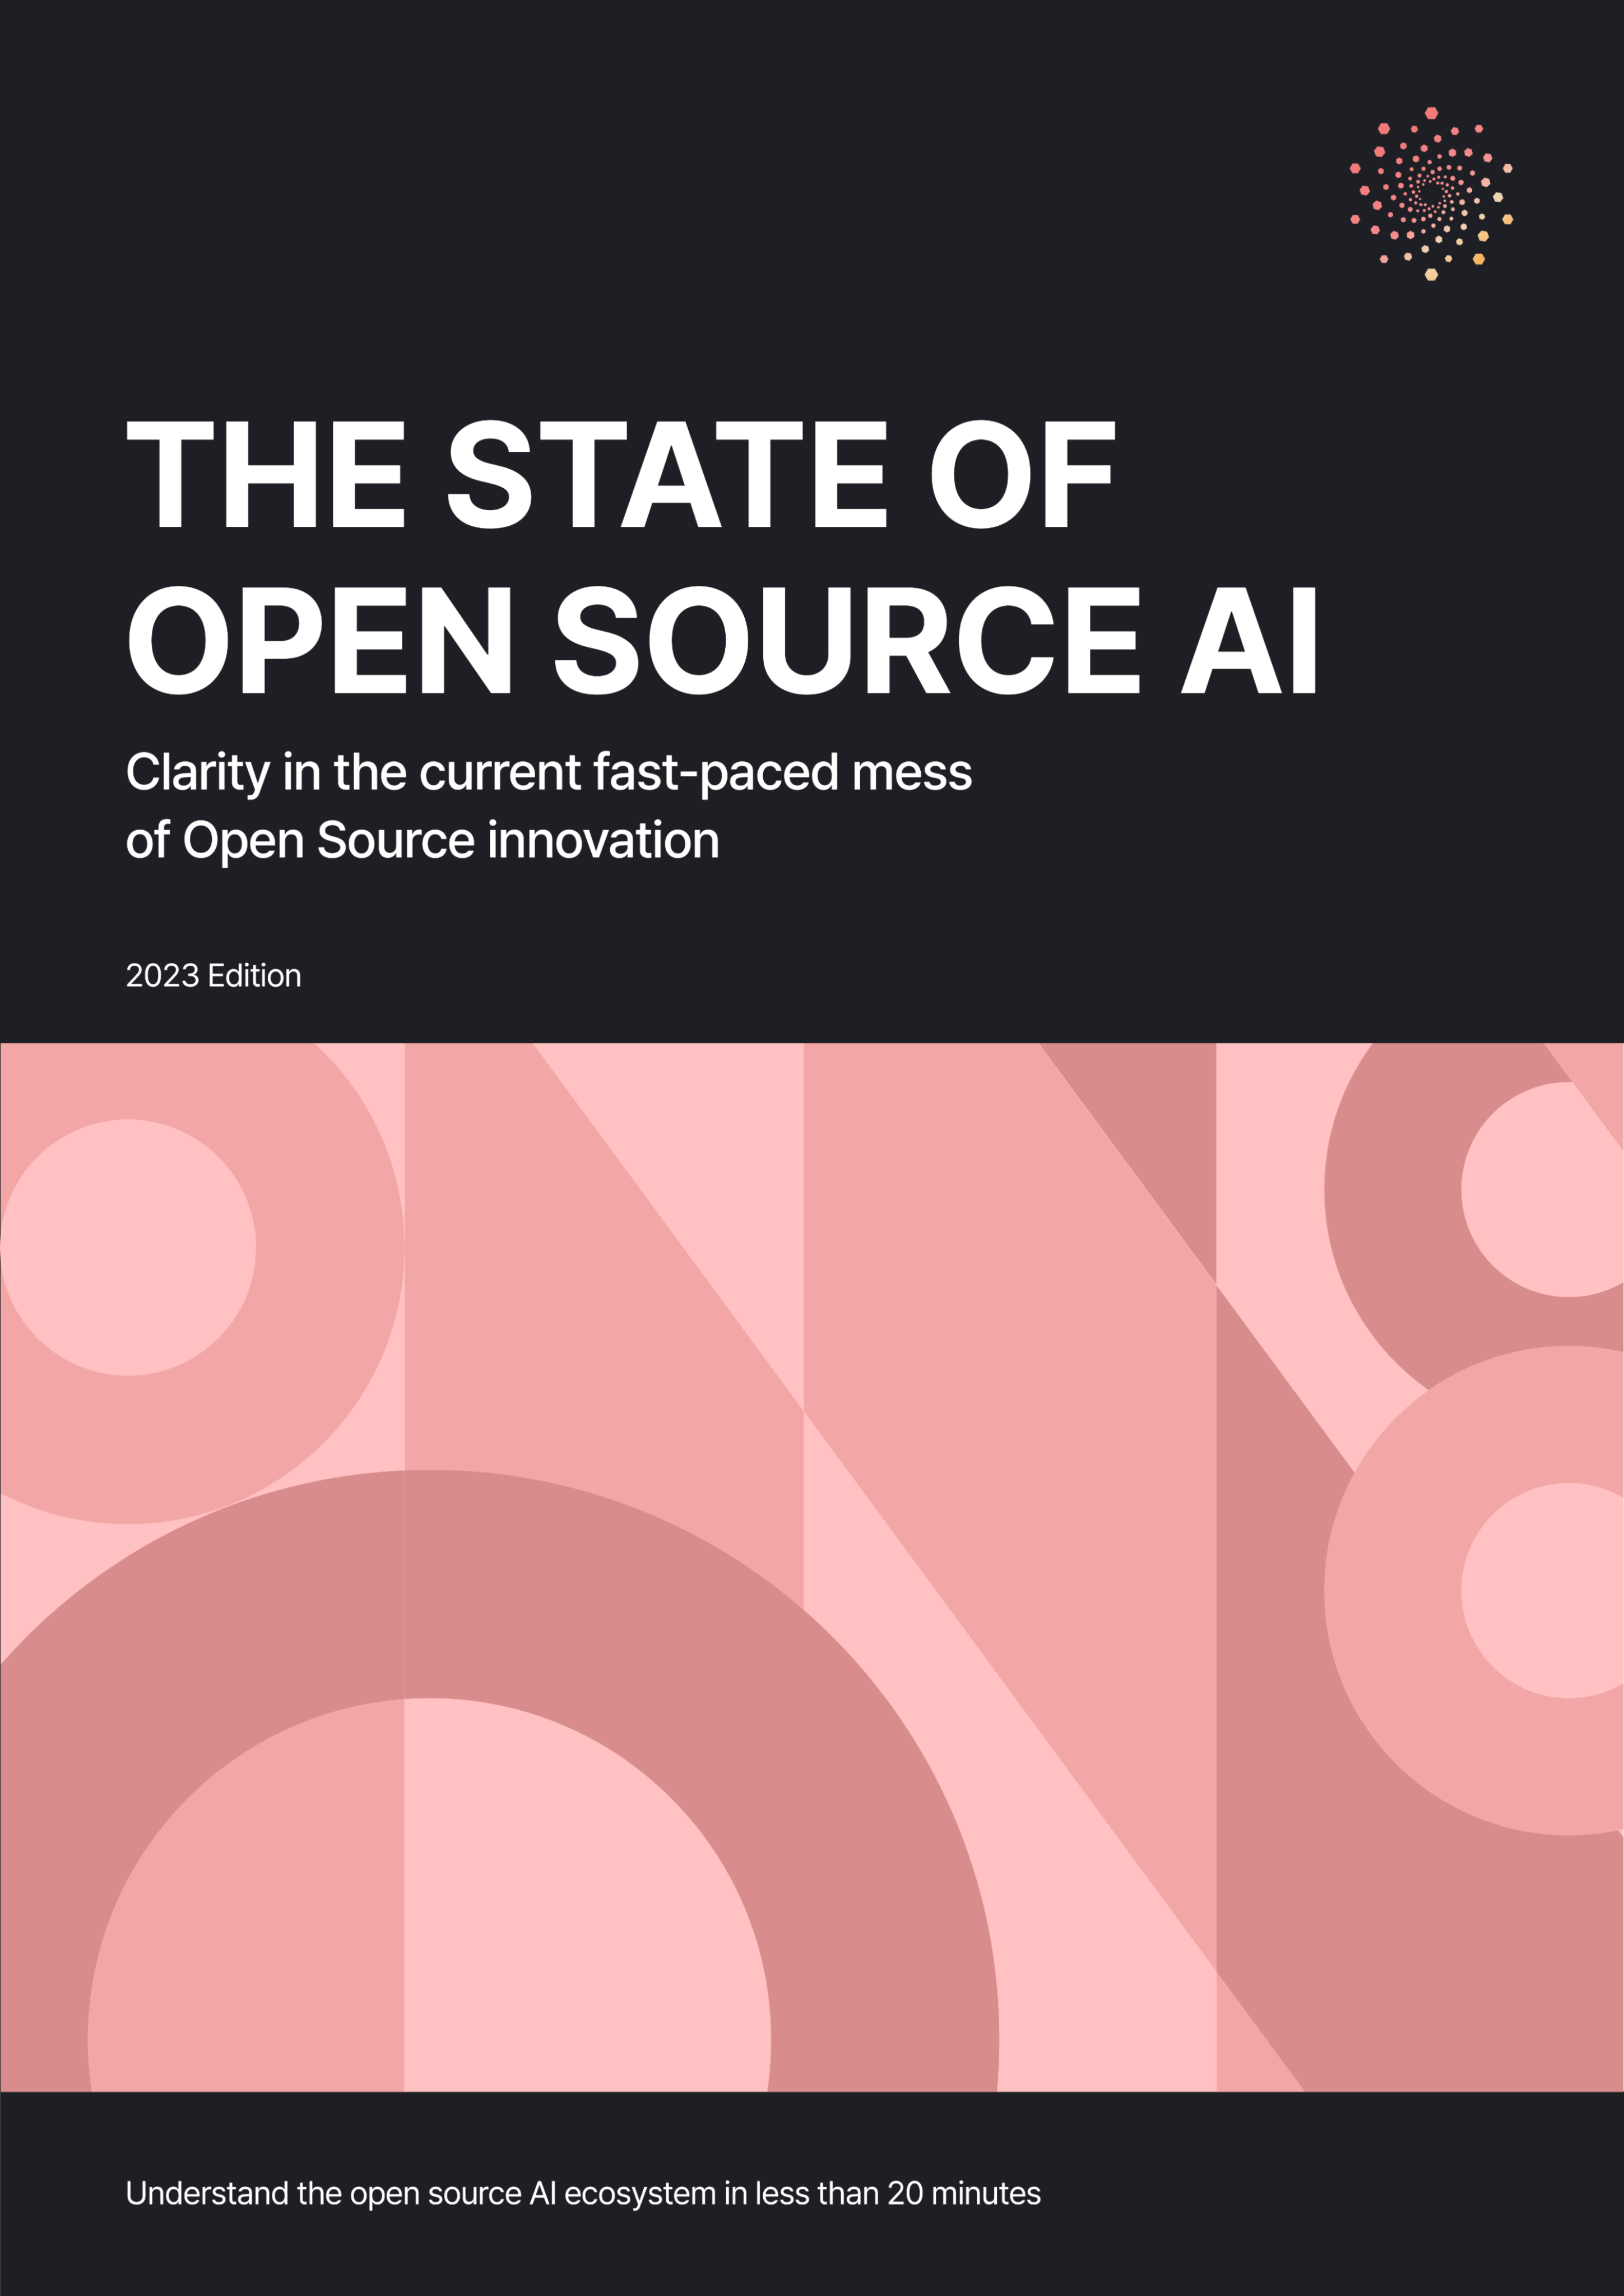 THE STATE OF
OPEN SOURCE AI
Clarity in the current fast-paced mess
of Open Source innovation
2023 Edition
Understand the open source AI ecosystem in less than 20 minutes